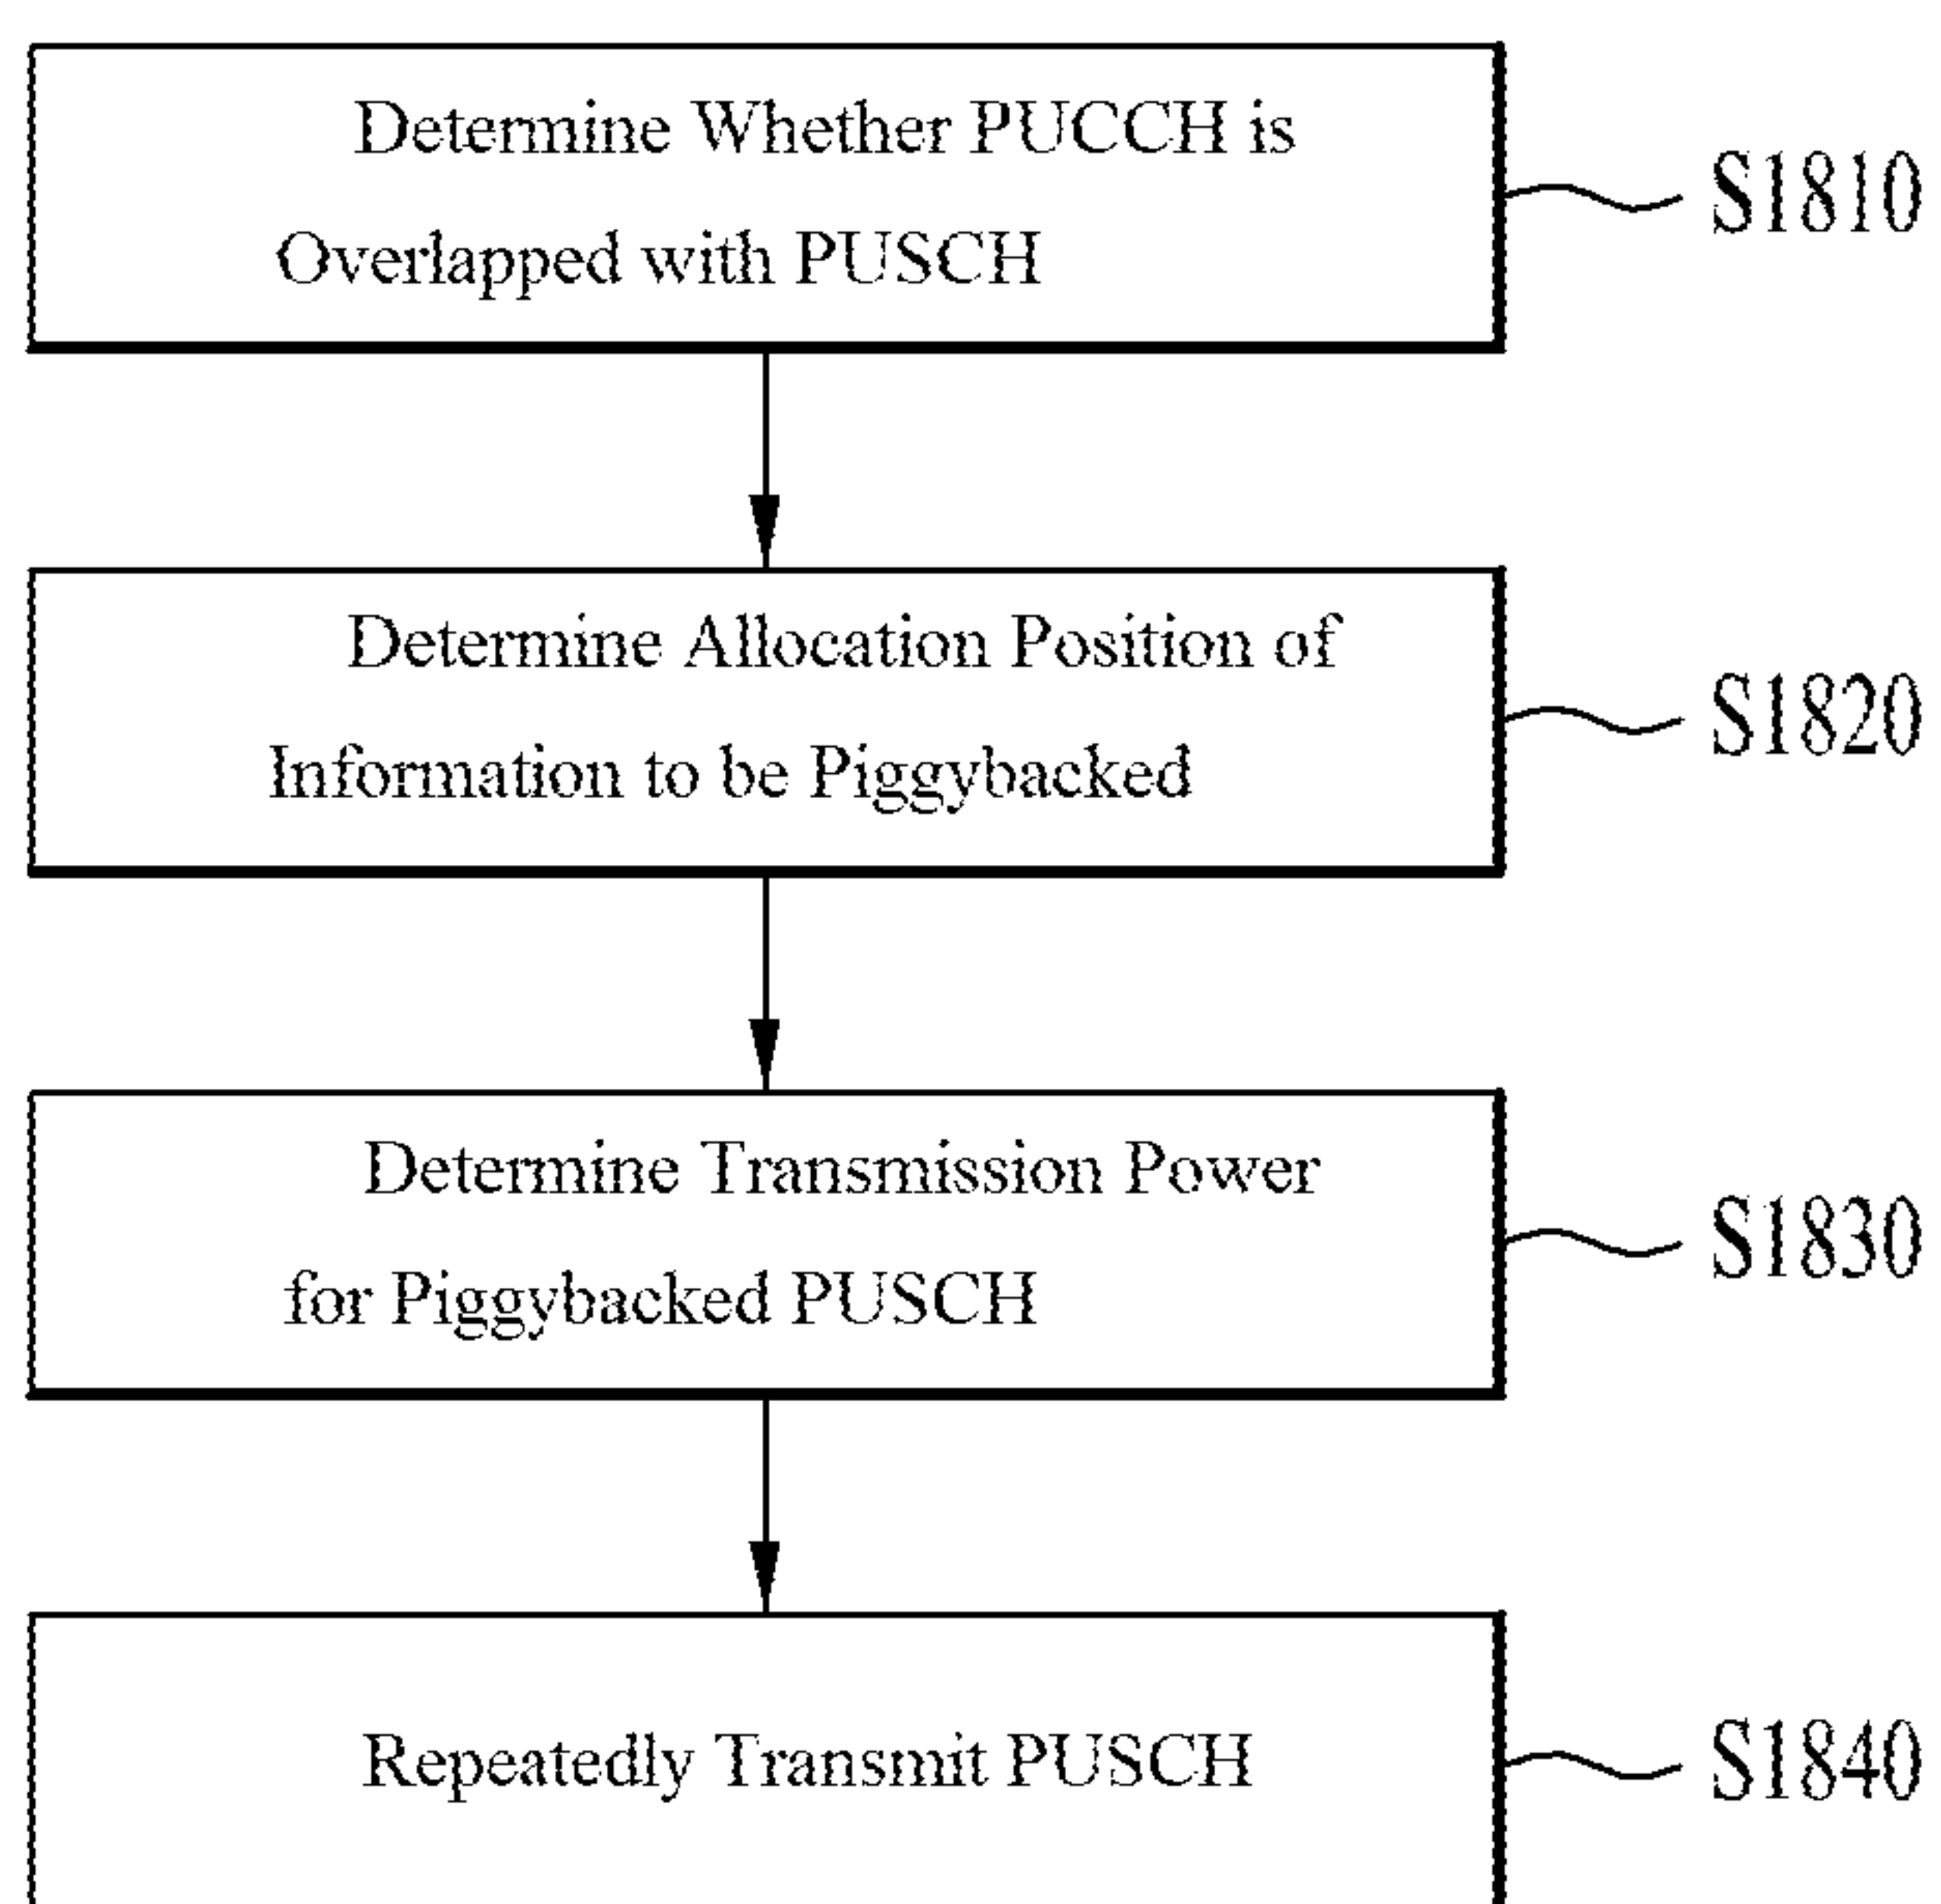 Determine Whether PUCCH is
Overlapped with PUSCH
S1810
Determine Allocation Position of
Information to be Piggybacked
S1820
Determine Transmission Power
for Piggybacked PUSCH
S1830
Repeatedly Transmit PUSCH
S1840